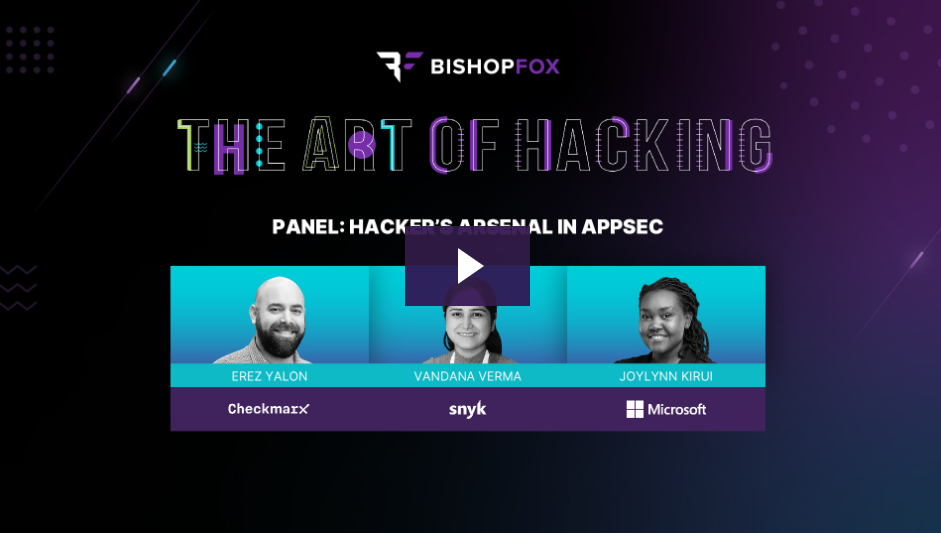 BISHOPFOX
THE ART OF HACKING
PANEL: HACKER'S ARSENAL IN APPSEC
EREZ YALON
VANDANA VERMA
JOYLYNN KIRUI
Checkmarx
snyk
Microsoft